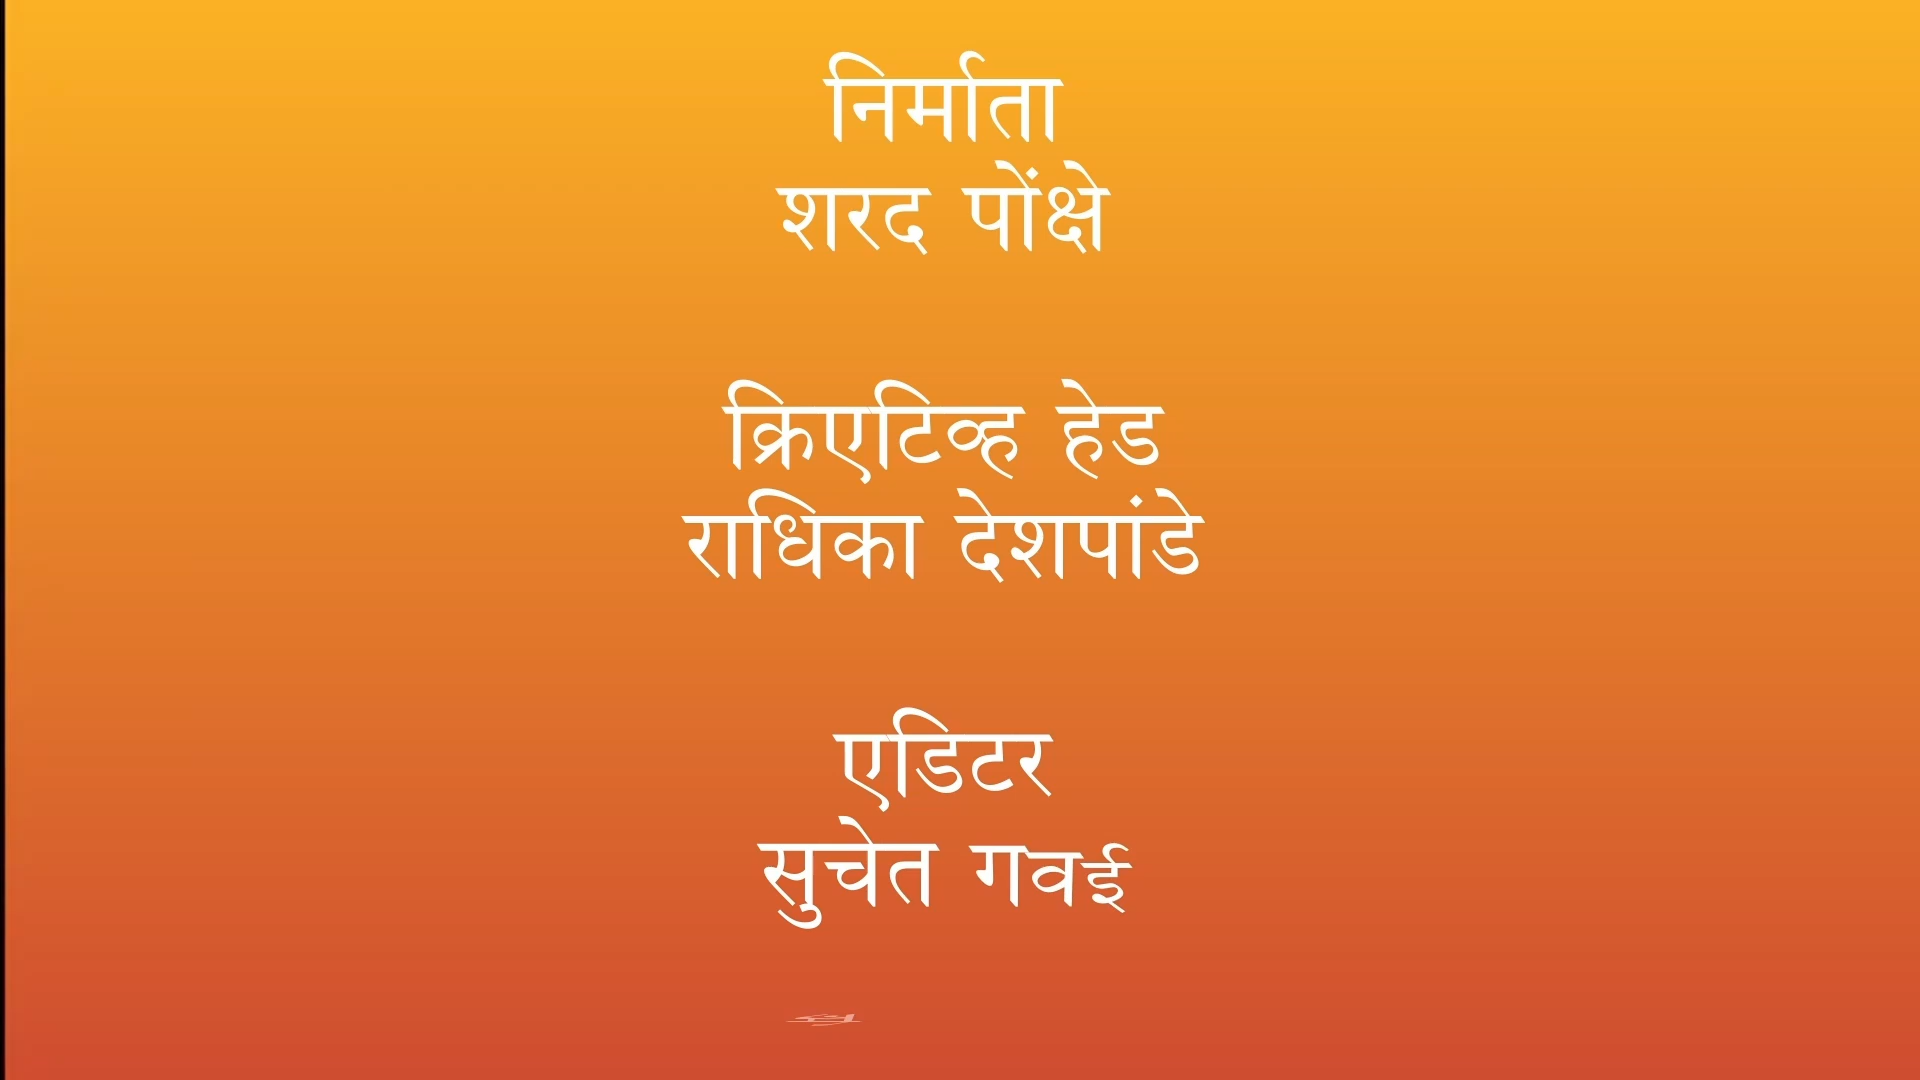 निर्माता
शरद पोंक्षे
क्रिएटिव्ह हेड
राधिका देशपांडे
एडिटर
सुचेत गवई